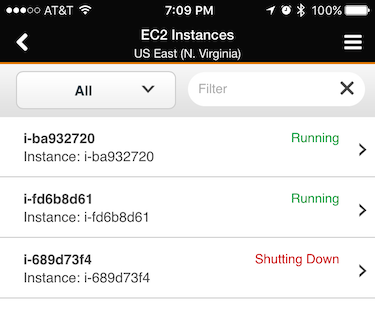 AT&T 7:09 PM 100%
EC2 Instances
US East (N. Virginia)
All Filter
i-ba932720 Running
Instance: i-ba932720
i-fd6b8d61 Running
Instance: i-fd6b8d61
i-689d73f4 Shutting Down
Instance: i-689d73f4